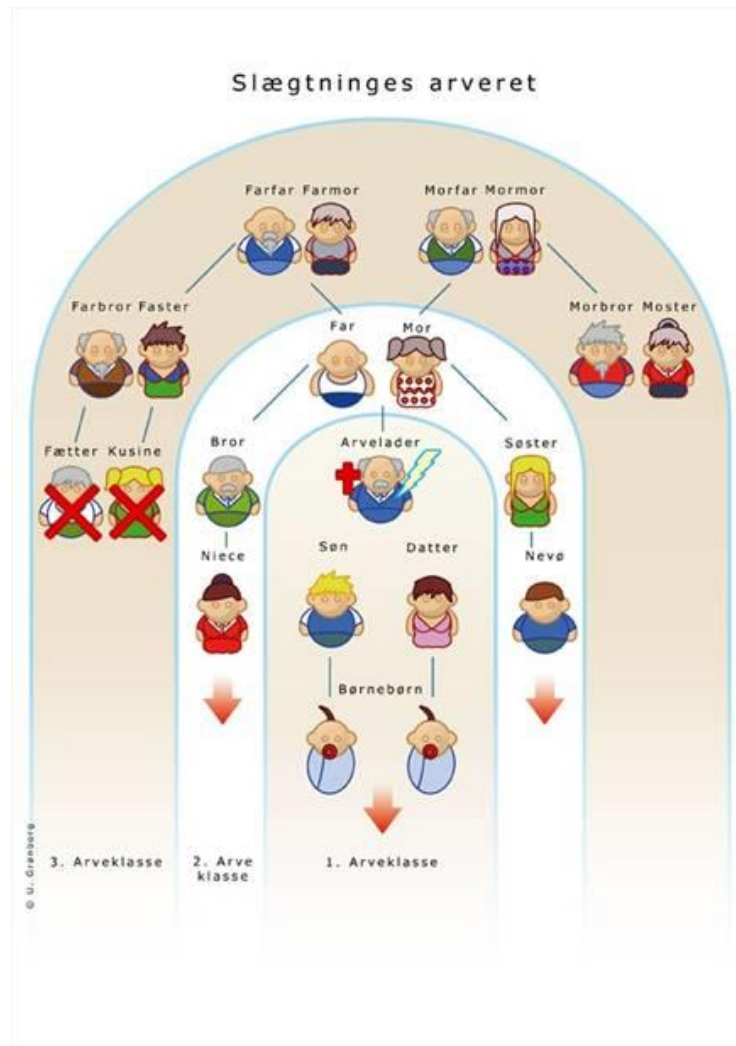 Slægtninges arveret
Farfar Farmor
Morfar Mormor
Farbror Faster
Far
Mor
Morbror Moster
Fætter Kusine
Bror
Arvelader
Søster
Niece
Søn
Datter
Nevø
Børnebørn
3. Arveklasse
2. Arve
klasse
1. Arveklasse
© U. Grønborg